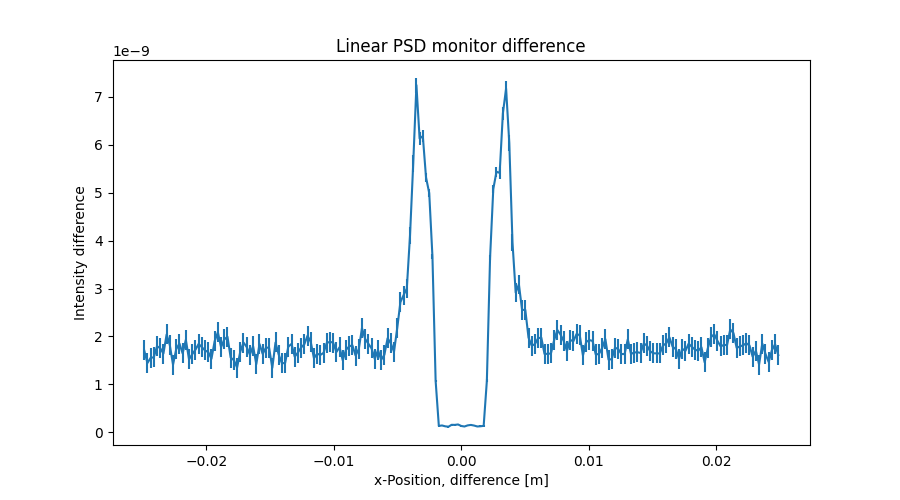 Linear PSD monitor difference
1e−9
7
6
5
4
3
2
1
0
Intensity difference
−0.02 −0.01 0.00 0.01 0.02
x-Position, difference [m]